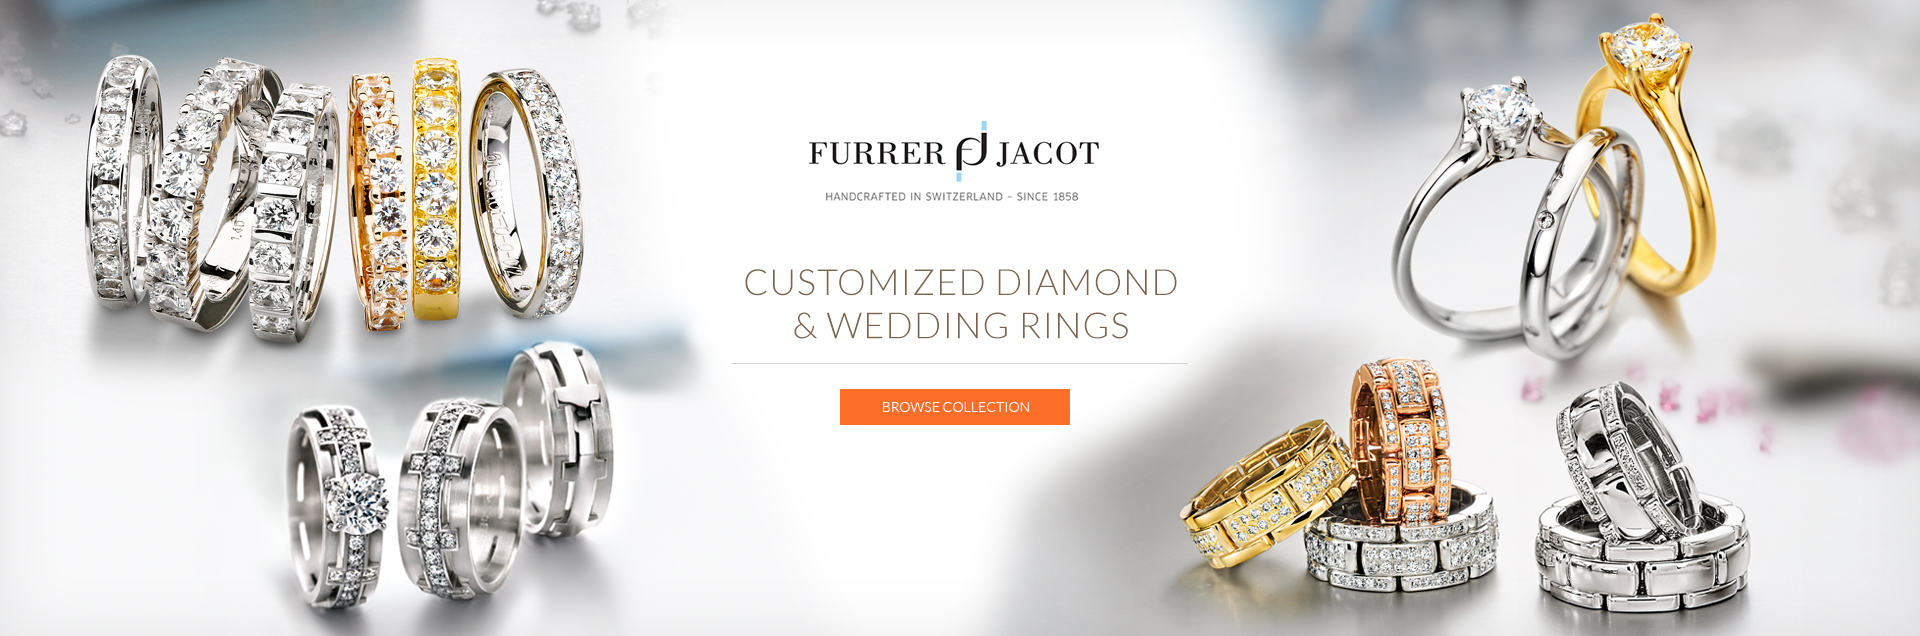 FURRER JACOT
HANDCRAFTED IN SWITZERLAND - SINCE 1858
CUSTOMIZED DIAMOND
& WEDDING RINGS
BROWSE COLLECTION